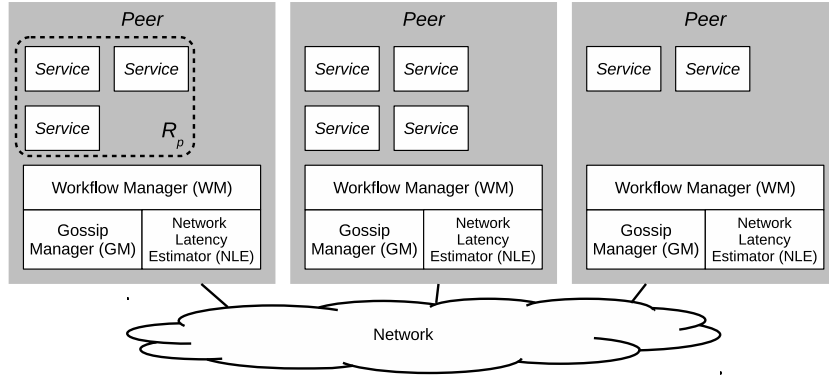 Peer
Service Service
Service
Rp
Workflow Manager (WM)
Gossip
Manager (GM)
Network
Latency
Estimator (NLE)
Peer
Service Service
Service Service
Workflow Manager (WM)
Gossip
Manager (GM)
Network
Latency
Estimator (NLE)
Peer
Service Service
Workflow Manager (WM)
Gossip
Manager (GM)
Network
Latency
Estimator (NLE)
Network